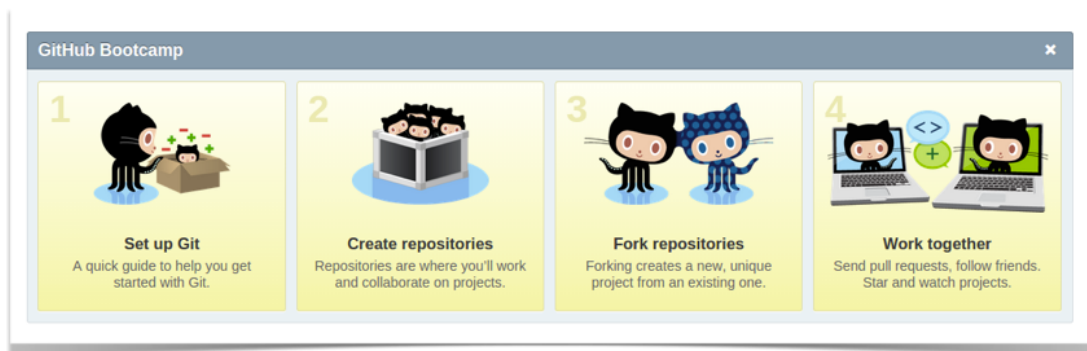 GitHub Bootcamp
1
Set up Git
A quick guide to help you get
started with Git.
2
Create repositories
Repositories are where you'll work
and collaborate on projects.
3
Fork repositories
Forking creates a new, unique
project from an existing one.
4
<>
+
Work together
Send pull requests, follow friends.
Star and watch projects.